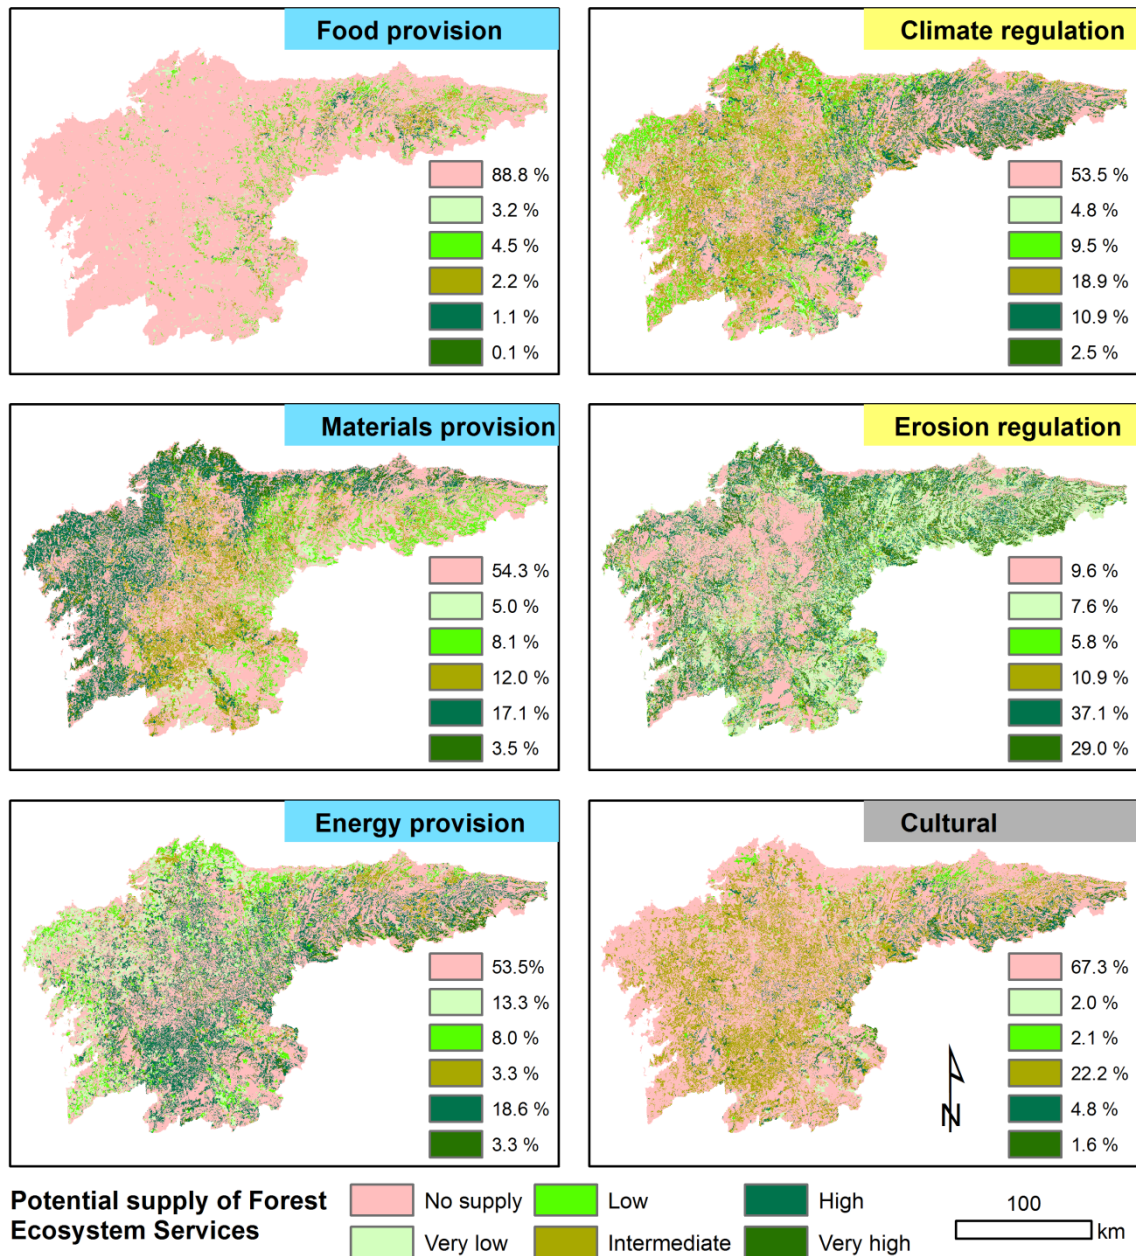 Food provision
88.8 %
3.2 %
4.5 %
2.2 %
1.1 %
0.1 %
Climate regulation
53.5 %
4.8 %
9.5 %
18.9 %
10.9 %
2.5 %
Materials provision
54.3 %
5.0 %
8.1 %
12.0 %
17.1 %
3.5 %
Erosion regulation
9.6 %
7.6 %
5.8 %
10.9 %
37.1 %
29.0 %
Energy provision
53.5%
13.3 %
8.0 %
3.3 %
18.6 %
3.3 %
Cultural
67.3 %
2.0 %
2.1 %
22.2 %
4.8 %
1.6 %
N
Potential supply of Forest
Ecosystem Services
No supply
Low
High
Very low
Intermediate
Very high
100
km